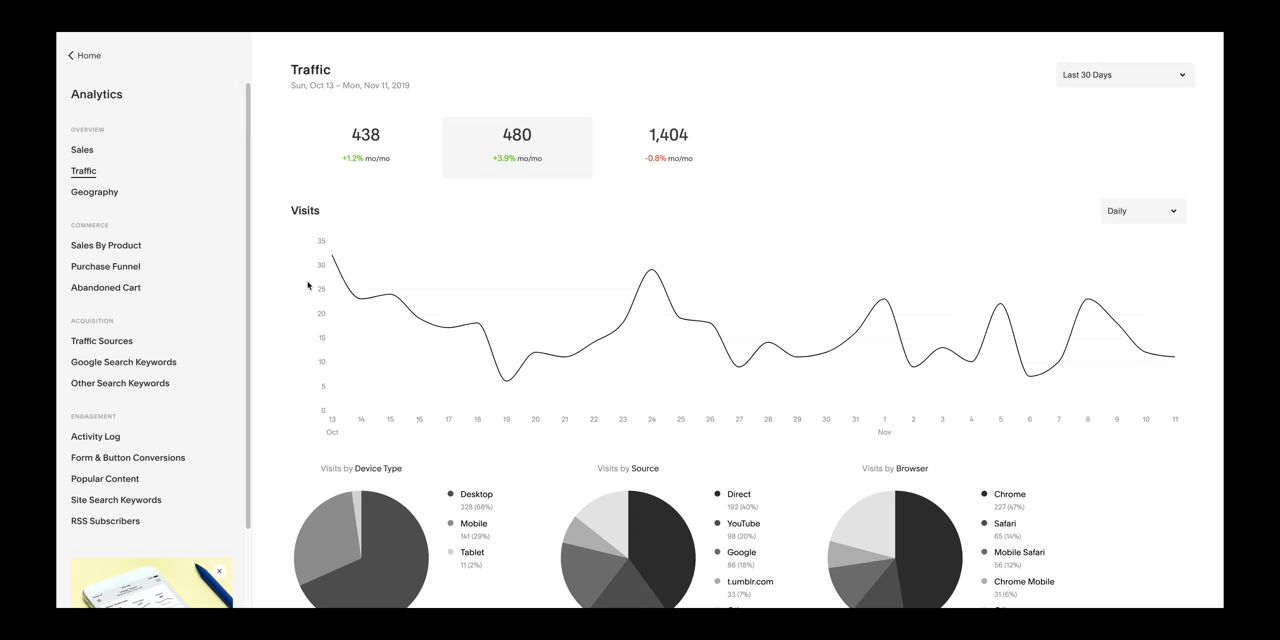 Home
Analytics
OVERVIEW
Sales
Traffic
Geography
COMMERCE
Sales By Product
Purchase Funnel
Abandoned Cart
ACQUISITION
Traffic Sources
Google Search Keywords
Other Search Keywords
ENGAGEMENT
Activity Log
Form & Button Conversions
Popular Content
Site Search Keywords
RSS Subscribers
Traffic
Sun, Oct 13 – Mon, Nov 11, 2019
Last 30 Days
438 480 1,404
+1.2% mo/mo +3.9% mo/mo -0.8% mo/mo
Visits
Daily
35
30
25
20
15
10
5
0
13 14 15 16 17 18 19 20 21 22 23 24 25 26 27 28 29 30 31 1 2 3 4 5 6 7 8 9 10 11
Oct Nov
Visits by Device Type
Desktop
328 (68%)
Mobile
141 (29%)
Tablet
11 (2%)
Visits by Source
Direct
192 (40%)
YouTube
98 (20%)
Google
88 (18%)
t.umblr.com
33 (7%)
Visits by Browser
Chrome
227 (47%)
Safari
65 (14%)
Mobile Safari
56 (12%)
Chrome Mobile
31 (6%)